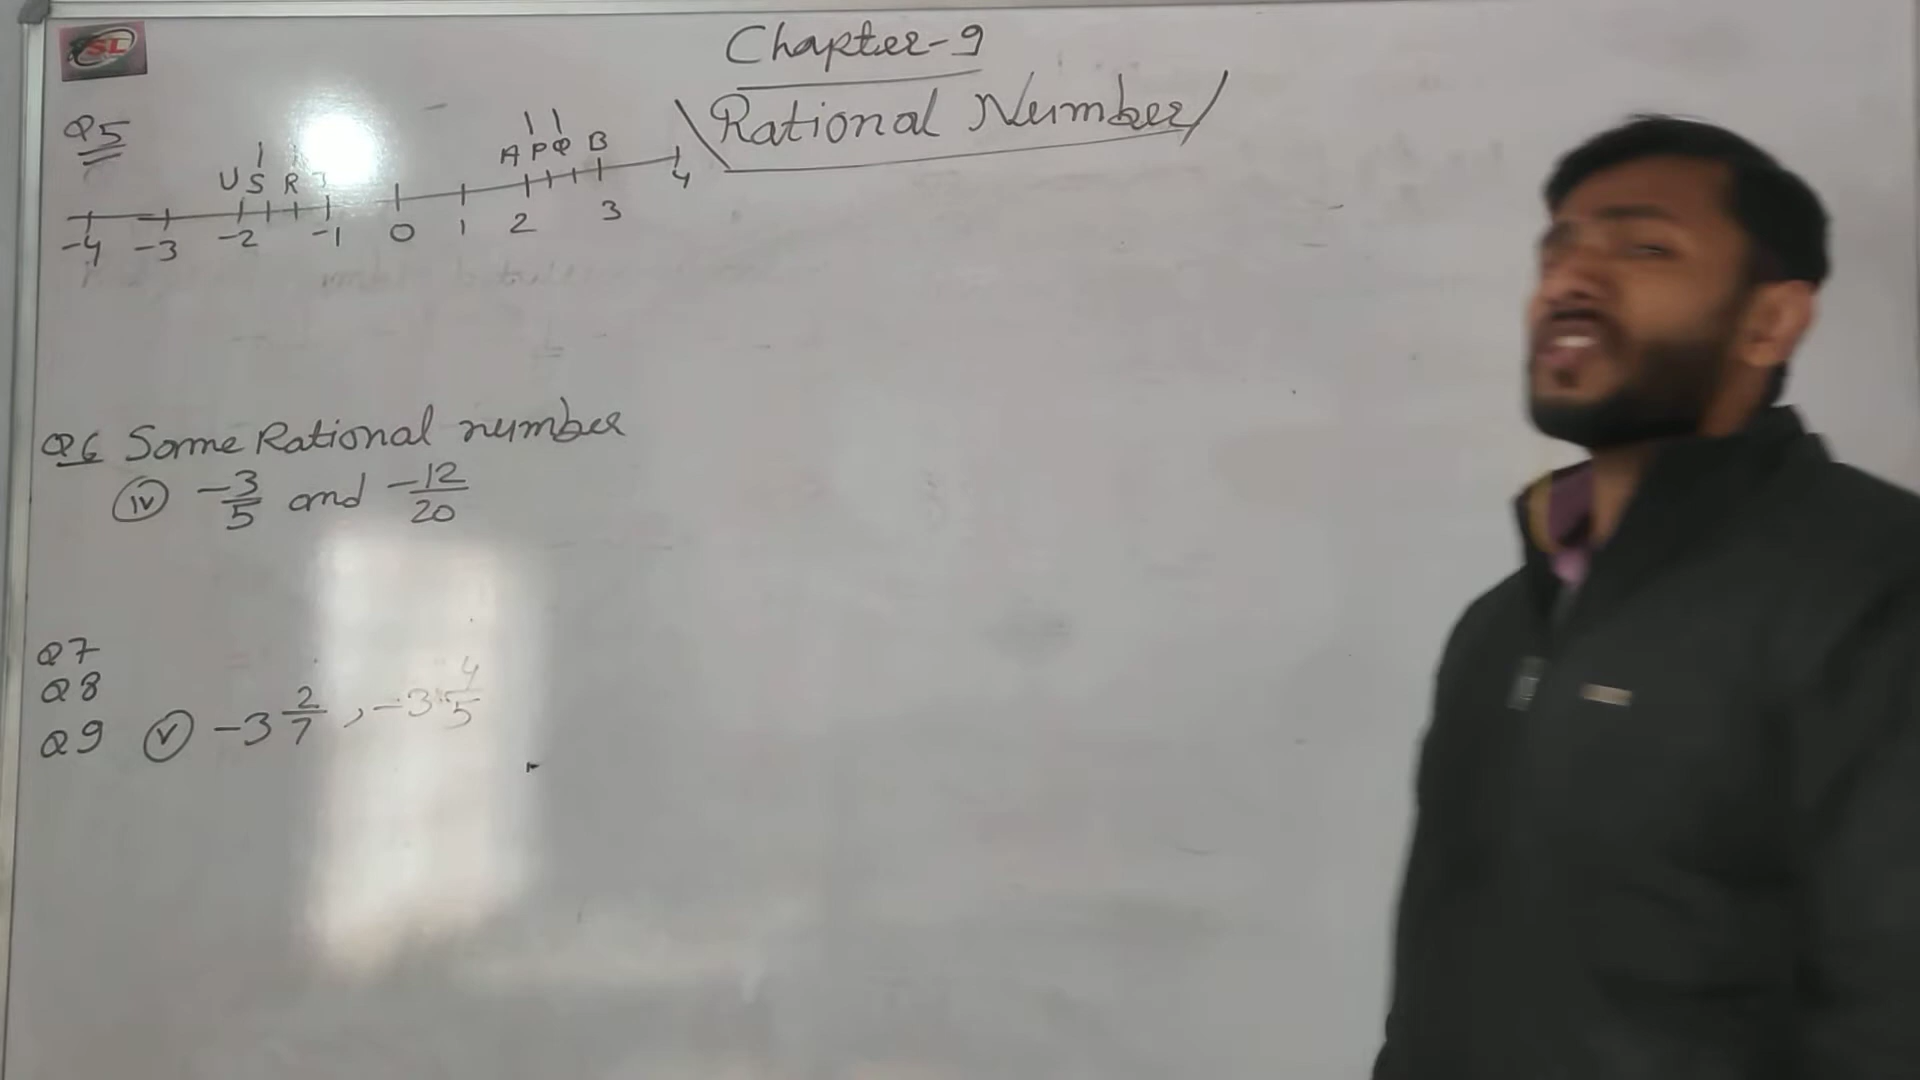 SL
Chapter-9
Rational Number
Q5
U S R T A P Q B
-4 -3 -2 -1 0 1 2 3 4
Q6 Some Rational number
(iv) -3/5 and -12/20
Q7
Q8
Q9 (v) -3 2/7, -3 4/5